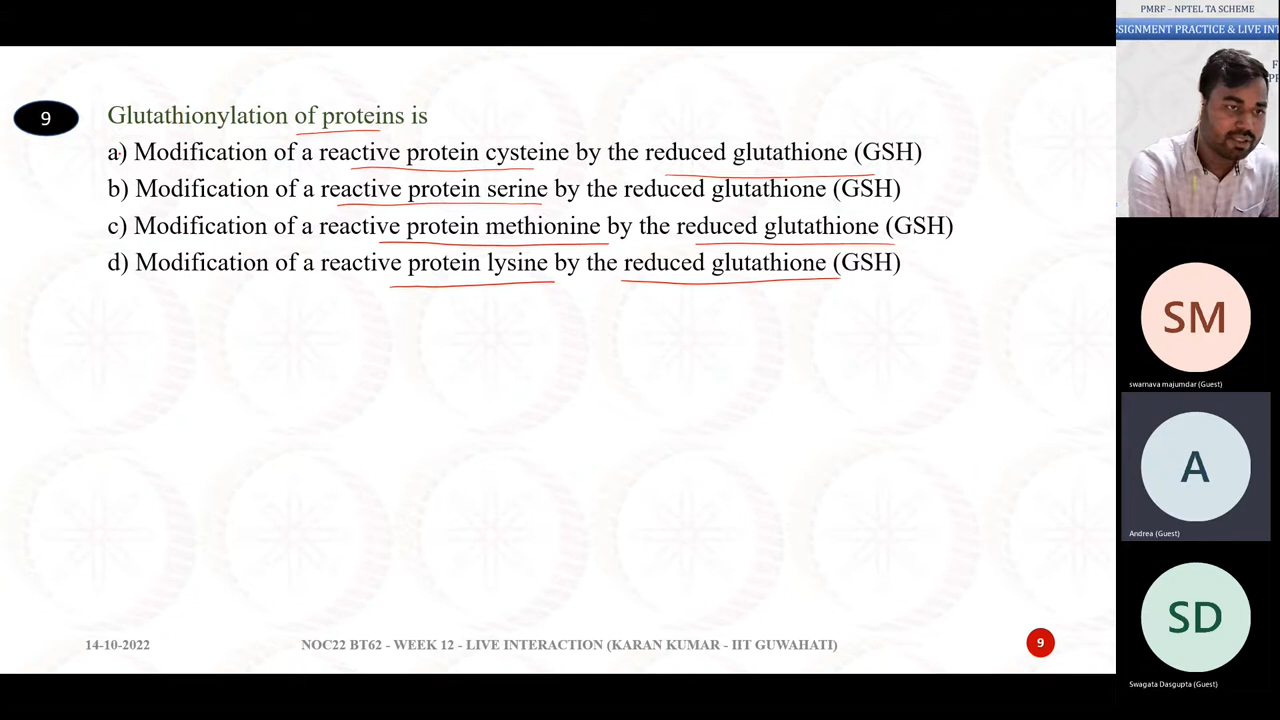 PMRF – NPTEL TA SCHEME
SIGNMENT PRACTICE & LIVE INT
9
Glutathionylation of proteins is
a) Modification of a reactive protein cysteine by the reduced glutathione (GSH)
b) Modification of a reactive protein serine by the reduced glutathione (GSH)
c) Modification of a reactive protein methionine by the reduced glutathione (GSH)
d) Modification of a reactive protein lysine by the reduced glutathione (GSH)
SM
swarnava majumdar (Guest)
A
Andrea (Guest)
SD
Swagata Dasgupta (Guest)
14-10-2022
NOC22 BT62 - WEEK 12 - LIVE INTERACTION (KARAN KUMAR - IIT GUWAHATI)
9